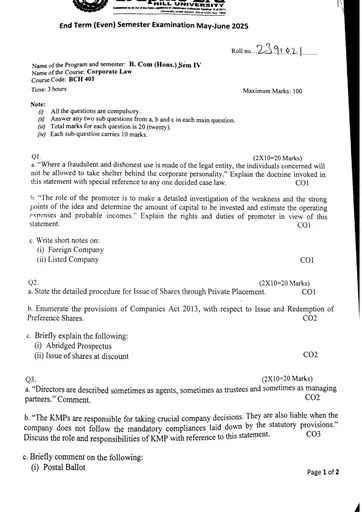 HILL UNIVERSITY
End Term (Even) Semester Examination May-June 2025
Roll no.
Name of the Program and semester: B. Com (Hons.) Sem IV
Name of the Course: Corporate Law
Course Code: BCH 401
Time: 3 hours Maximum Marks: 100
Note:
(i) All the questions are compulsory.
(ii) Answer any two sub questions from a, b and c in each main question.
(iii) Total marks for each question is 20 (twenty).
(iv) Each sub-question carries 10 marks.
Q1. (2X10=20 Marks)
a. “Where a fraudulent and dishonest use is made of the legal entity, the individuals concerned will
not be allowed to take shelter behind the corporate personality.” Explain the doctrine invoked in
this statement with special reference to any one decided case law. CO1
b. “The role of the promoter is to make a detailed investigation of the weakness and the strong
points of the idea and determine the amount of capital to be invested and estimate the operating
expenses and probable incomes.” Explain the rights and duties of promoter in view of this
statement. CO1
c. Write short notes on:
(i) Foreign Company
(ii) Listed Company CO1
Q2. (2X10=20 Marks)
a. State the detailed procedure for Issue of Shares through Private Placement. CO1
b. Enumerate the provisions of Companies Act 2013, with respect to Issue and Redemption of
Preference Shares. CO2
c. Briefly explain the following:
(i) Abridged Prospectus
(ii) Issue of shares at discount CO2
Q3. (2X10=20 Marks)
a. “Directors are described sometimes as agents, sometimes as trustees and sometimes as managing
partners.” Comment. CO2
b. “The KMPs are responsible for taking crucial company decisions. They are also liable when the
company does not follow the mandatory compliances laid down by the statutory provisions.”
Discuss the role and responsibilities of KMP with reference to this statement. CO3
c. Briefly comment on the following:
(i) Postal Ballot
Page 1 of 2